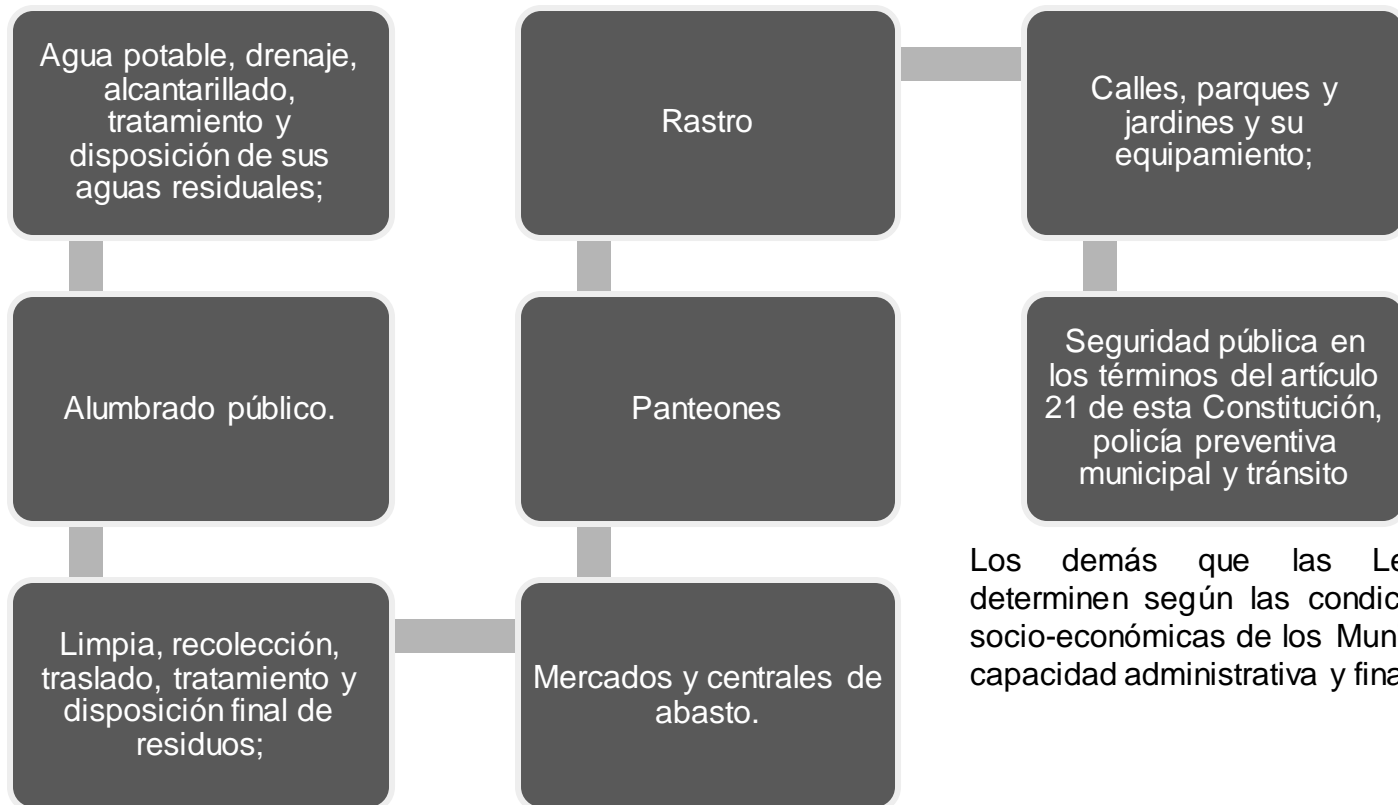 Agua potable, drenaje,
alcantarillado,
tratamiento y
disposición de sus
aguas residuales;
Alumbrado público.
Limpia, recolección,
traslado, tratamiento y
disposición final de
residuos;
Mercados y centrales de
abasto.
Panteones
Rastro
Calles, parques y
jardines y su
equipamiento;
Seguridad pública en
los términos del artículo
21 de esta Constitución,
policía preventiva
municipal y tránsito
Los demás que las
determinen según las
socio-económicas de los
capacidad administrativa y